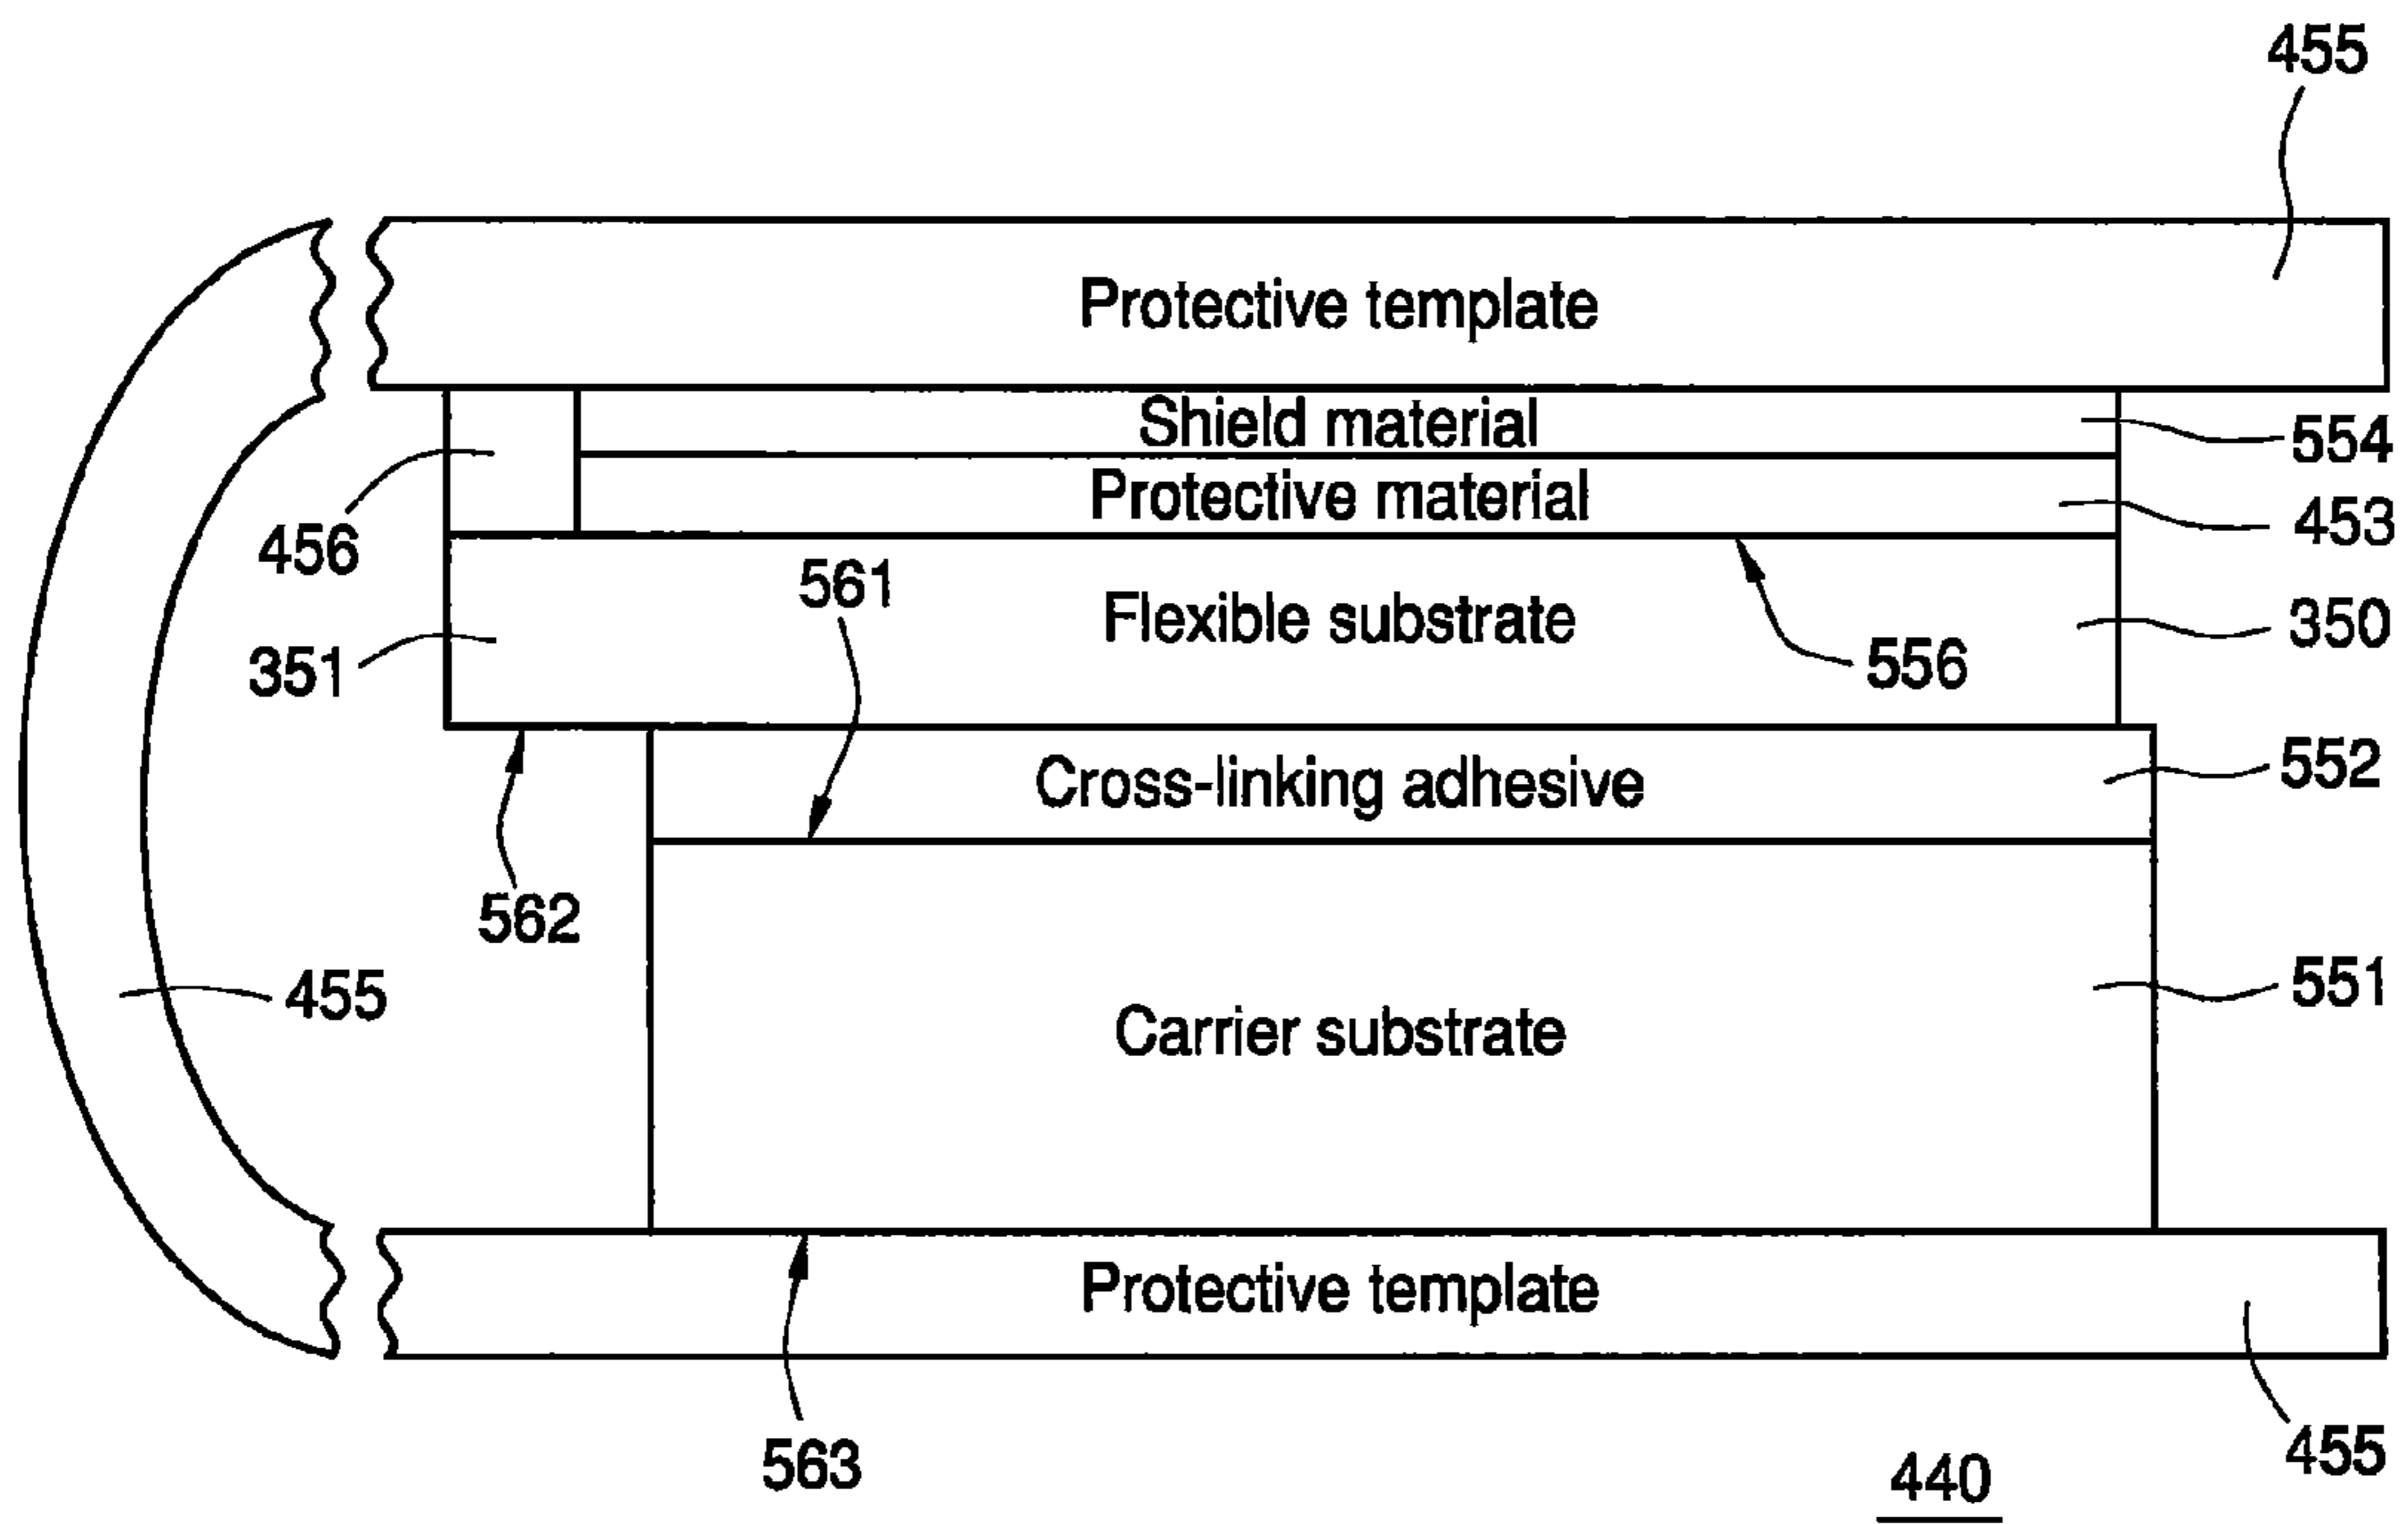 455
Protective template
Shield material
554
Protective material
453
456
561
Flexible substrate
350
351
556
Cross-linking adhesive
552
562
455
551
Carrier substrate
Protective template
563
455
440